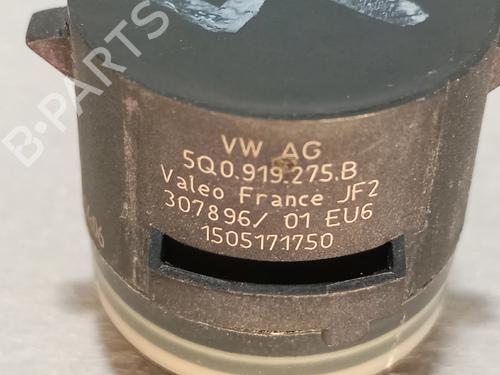 B-PARTS
VW AG
5Q0.919.275.B
Valeo France JF2
307896/ 01 EU6
1505171750